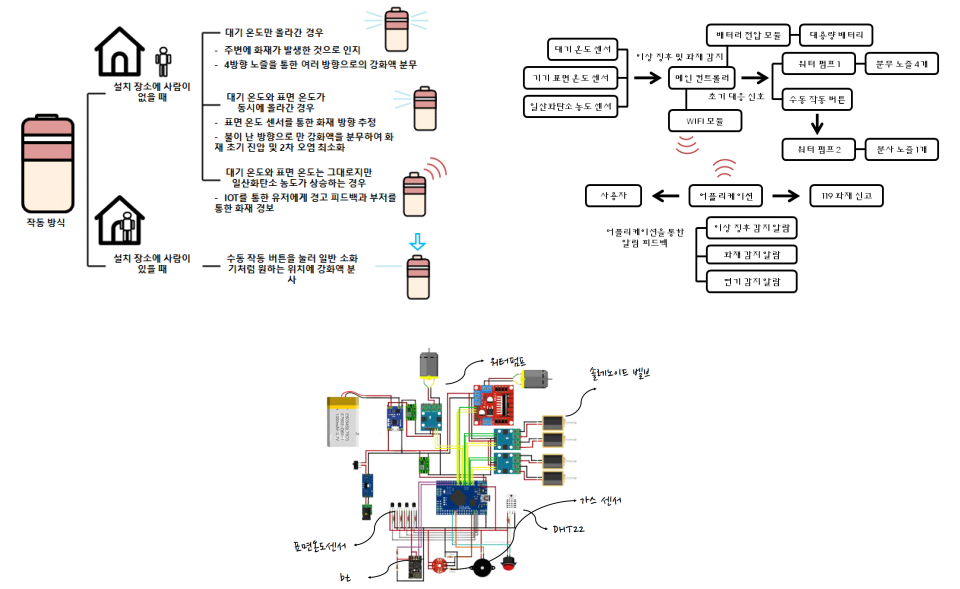 작동 방식
설치 장소에 사람이
없을 때
대기 온도만 올라간 경우
- 주변에 화재가 발생한 것으로 인지
- 4방향 노즐을 통한 여러 방향으로의 강화액 분무
대기 온도와 표면 온도가
동시에 올라간 경우
- 표면 온도 센서를 통한 화재 방향 추정
- 불이 난 방향으로 만 강화액을 분무하여 화
재 초기 진압 및 2차 오염 최소화
대기 온도와 표면 온도는 그대로지만
일산화탄소 농도가 상승하는 경우
- IOT를 통한 유저에게 경고 피드백과 부저를
통한 화재 경보
설치 장소에 사람이
있을 때
수동 작동 버튼을 눌러 일반 소화
기처럼 원하는 위치에 강화액 분
사
대기 온도 센서
기기 표면 온도 센서
일산화탄소 농도 센서
이상 징후 및 화재 감지
배터리 전압 모듈
대용량 배터리
메인 컨트롤러
WIFI 모듈
초기 대응 신호
워터 펌프 1
분무 노즐 4개
수동 작동 버튼
워터 펌프 2
분사 노즐 1개
사용자
어플리케이션
119 화재 신고
어플리케이션을 통한
알림 피드백
이상 징후 감지 알람
화재 감지 알람
연기 감지 알람
워터펌프
솔레노이드 밸브
가스 센서
DHT22
표면온도센서
bt